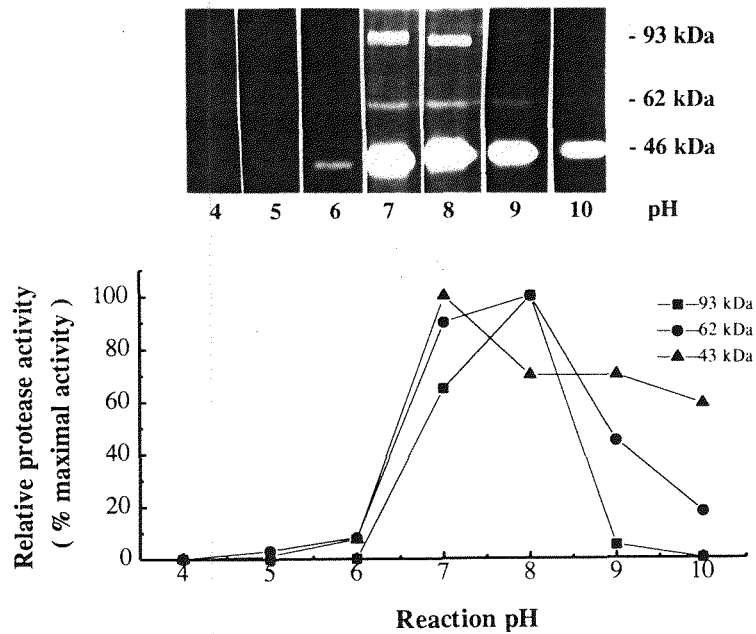 - 93 kDa
- 62 kDa
- 46 kDa
4 5 6 7 8 9 10 pH
Relative protease activity
( % maximal activity )
100
80
60
40
20
0
93 kDa
62 kDa
43 kDa
4 5 6 7 8 9 10
Reaction pH